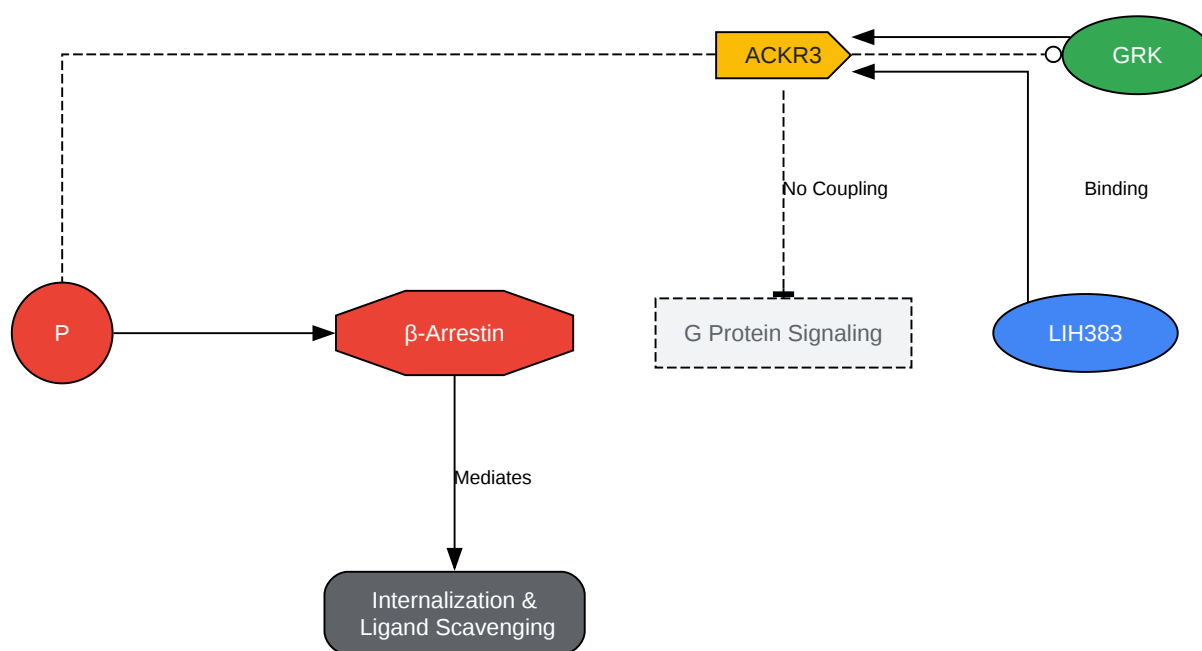 ACKR3
GRK
No Coupling
Binding
P
β-Arrestin
G Protein Signaling
LIH383
Mediates
Internalization &
Ligand Scavenging